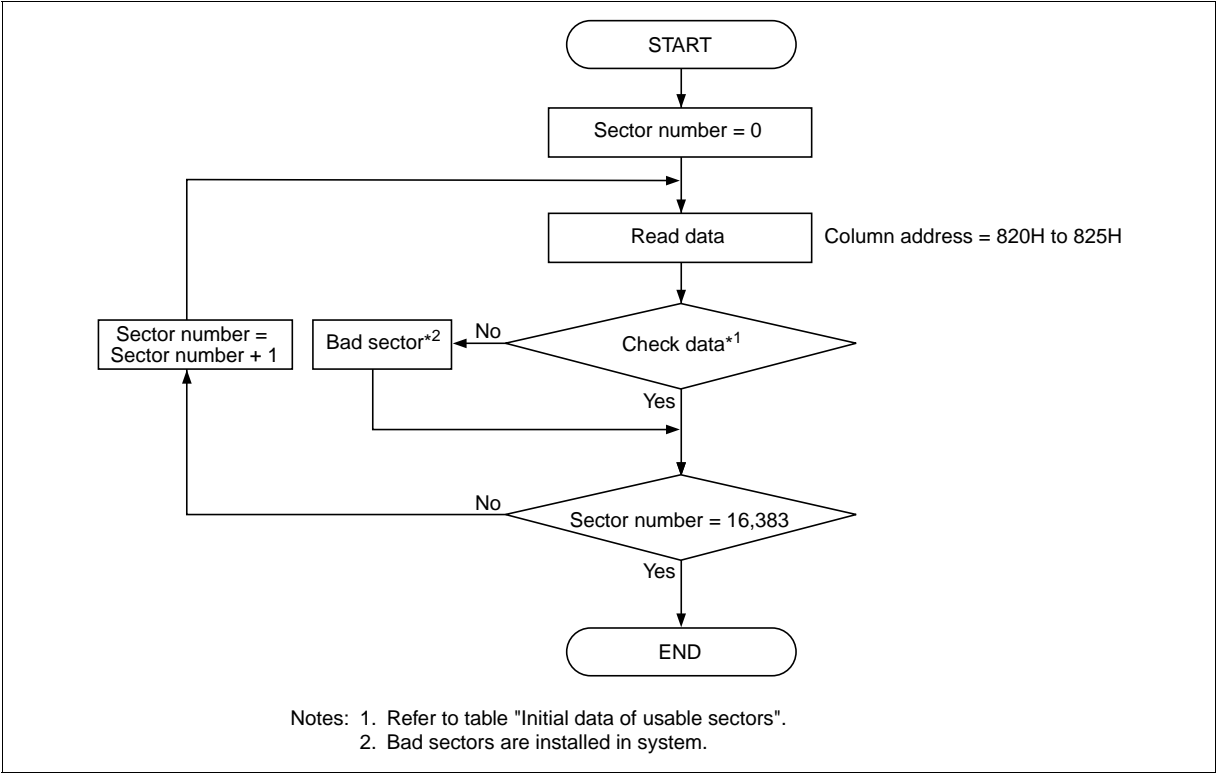 START
Sector number = 0
Read data
Column address = 820H to 825H
Sector number =
Sector number + 1
Bad sector*2
No
Check data*1
Yes
No
Sector number = 16,383
Yes
END
Notes: 1. Refer to table "Initial data of usable sectors".
2. Bad sectors are installed in system.